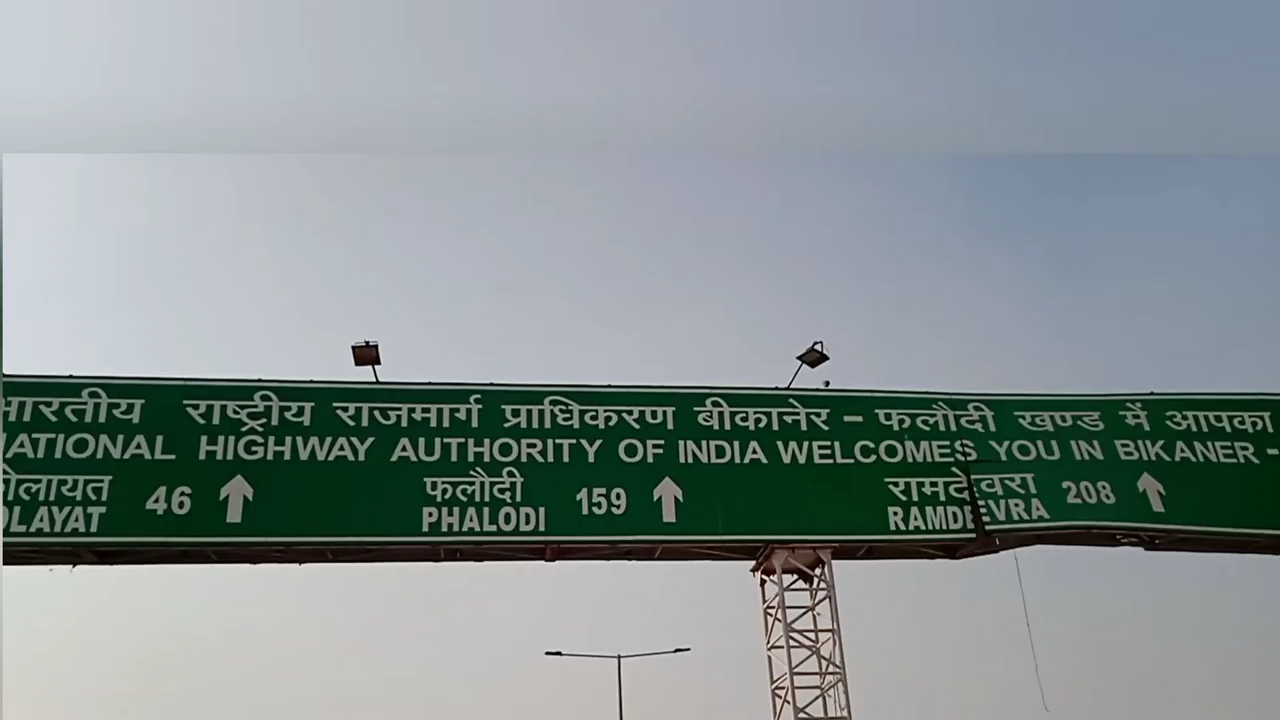 भारतीय राष्ट्रीय राजमार्ग प्राधिकरण बीकानेर - फलौदी खण्ड में आपका
NATIONAL HIGHWAY AUTHORITY OF INDIA WELCOMES YOU IN BIKANER -
46 फलौदी 159 रामदेवरा 208
PHALODI RAMDEVRA